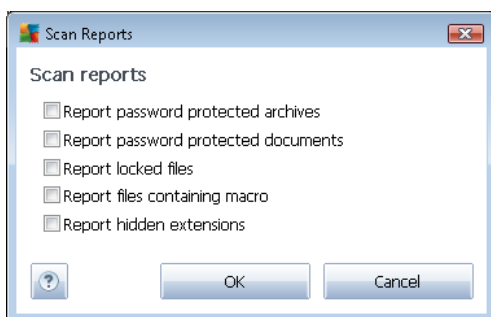 Scan Reports
Scan reports
Report password protected archives
Report password protected documents
Report locked files
Report files containing macro
Report hidden extensions
? OK Cancel